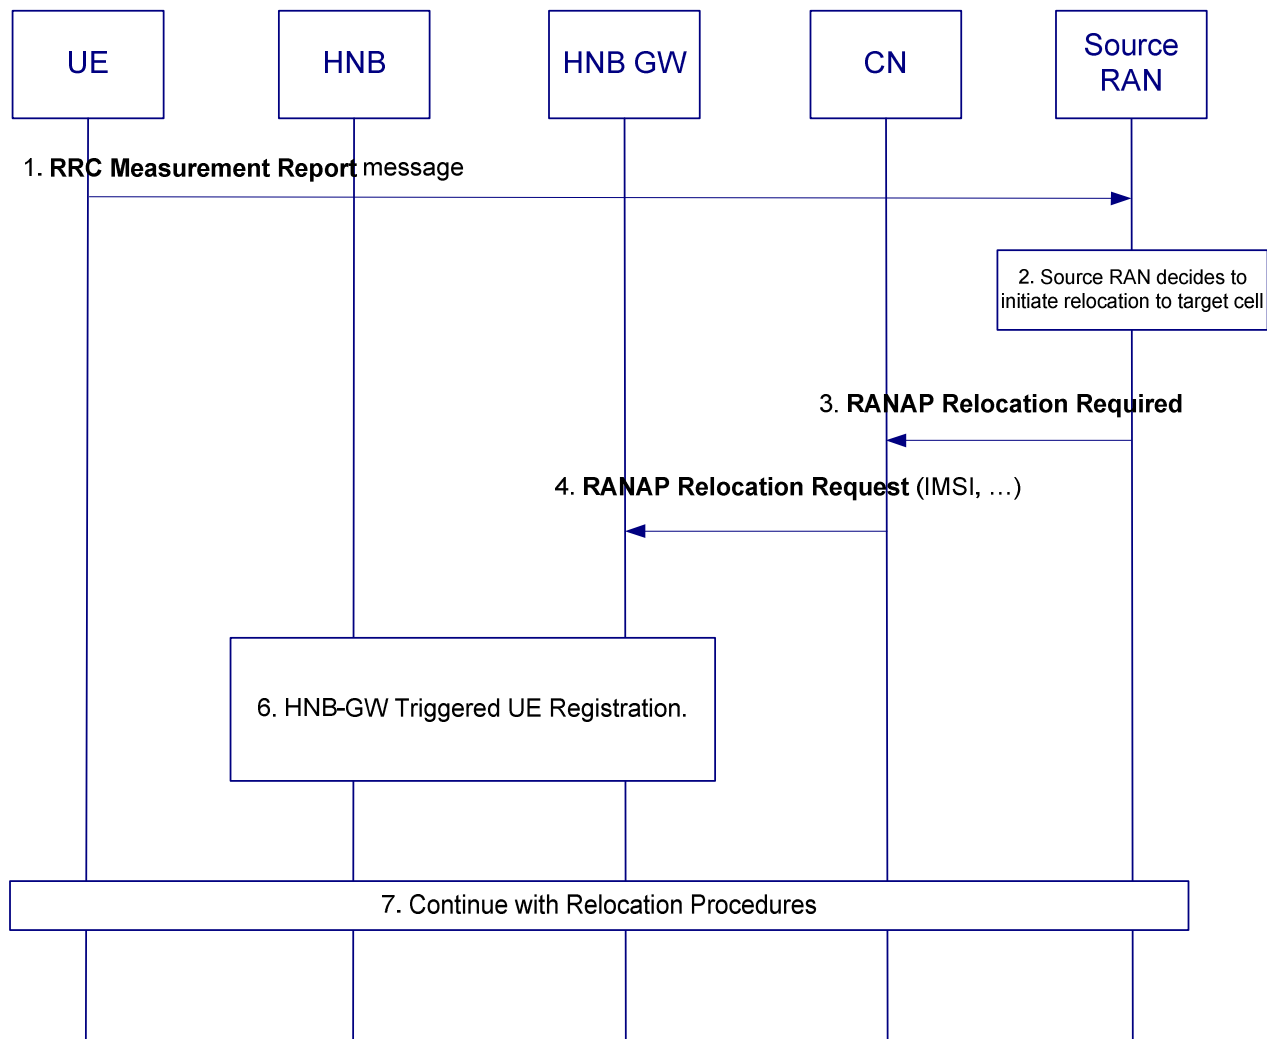 UE
HNB
HNB GW
CN
Source
RAN
1. RRC Measurement Report message
2. Source RAN decides to
initiate relocation to target cell
3. RANAP Relocation Required
4. RANAP Relocation Request (IMSI, …)
6. HNB-GW Triggered UE Registration.
7. Continue with Relocation Procedures